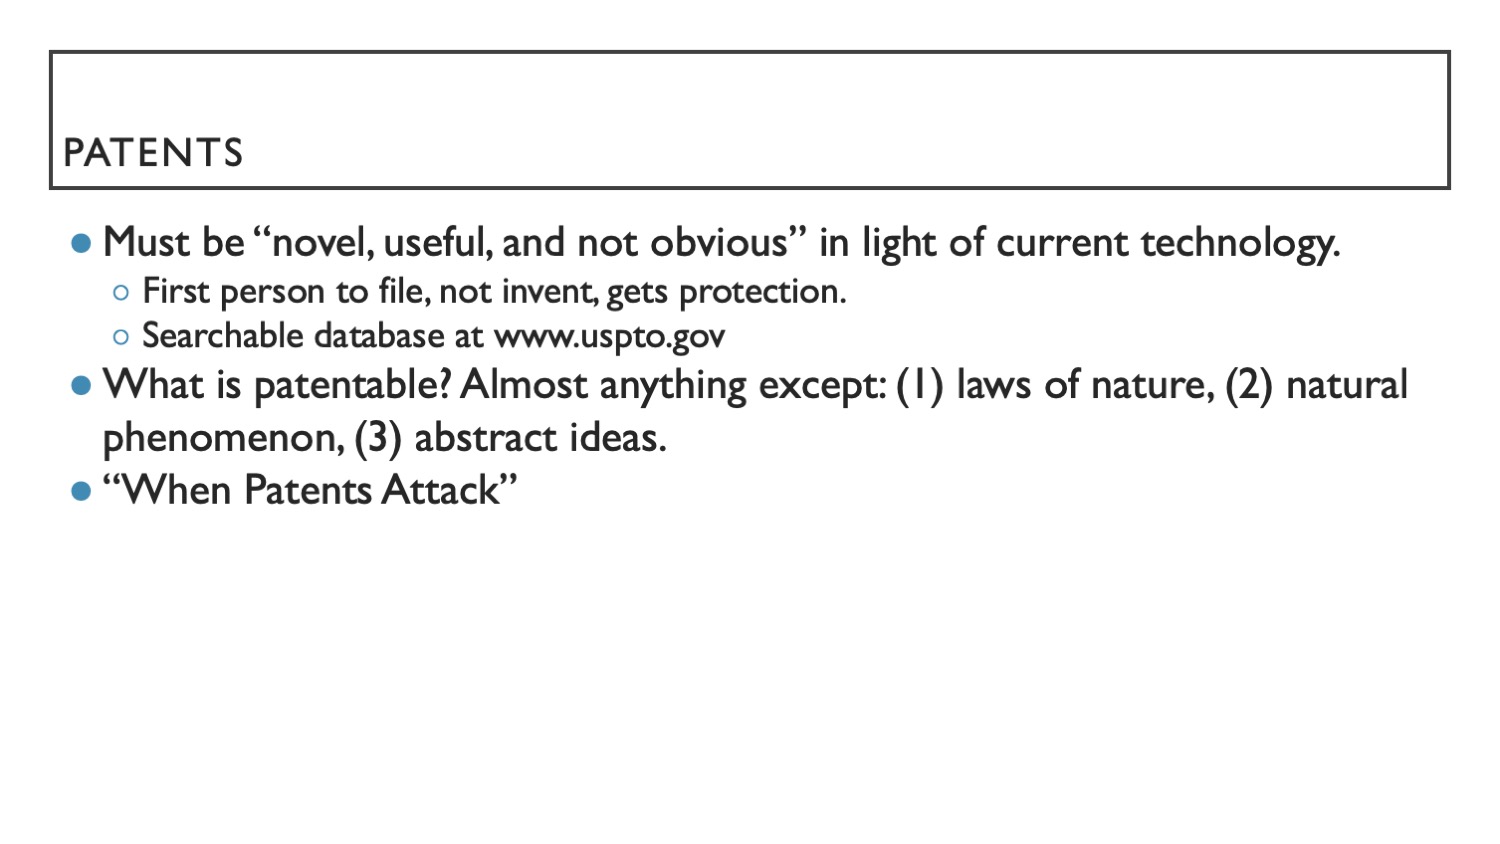 PATENTS
● Must be “novel, useful, and not obvious” in light of current technology.
○ First person to file, not invent, gets protection.
○ Searchable database at www.uspto.gov
● What is patentable? Almost anything except: (1) laws of nature, (2) natural
phenomenon, (3) abstract ideas.
● “When Patents Attack”